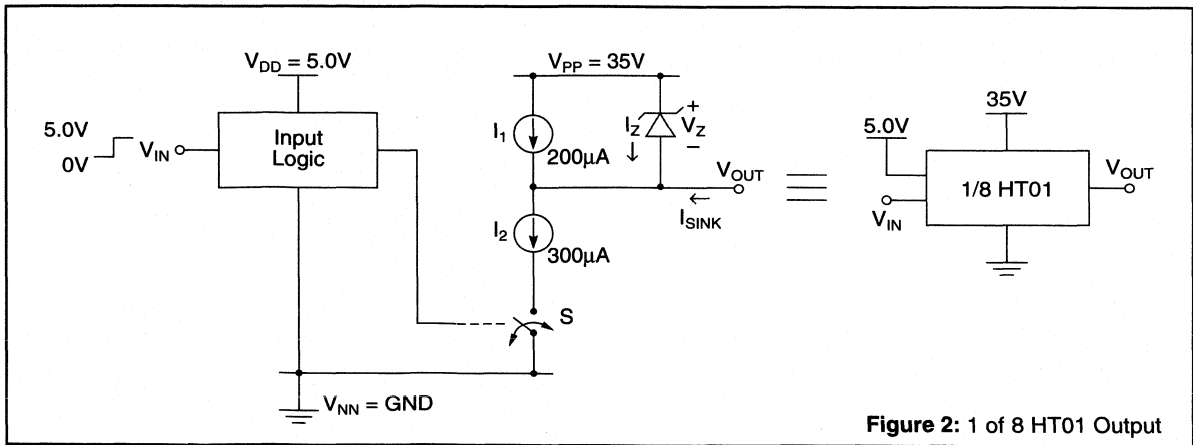 V_DD = 5.0V
V_PP = 35V
5.0V
0V
V_IN
Input
Logic
I_1
200µA
I_Z
+
V_Z
−
V_OUT
I_SINK
I_2
300µA
S
V_NN = GND
35V
5.0V
1/8 HT01
V_OUT
V_IN
Figure 2: 1 of 8 HT01 Output